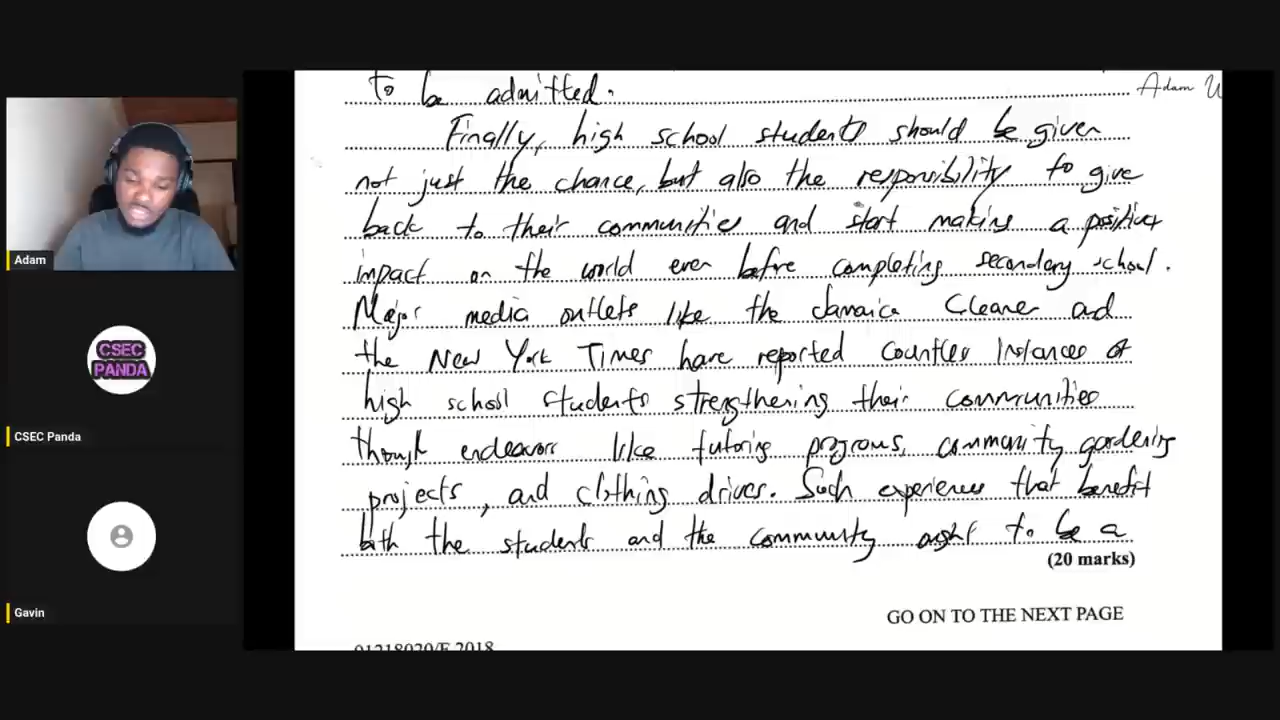 to be admitted.
Adam W
Finally, high school students should be given
not just the chance, but also the responsibility to give
back to their communities and start making a positive
impact on the world even before completing secondary school.
Major media outlets like the Jamaica Gleaner and
the New York Times have reported countless instances of
high school students strengthening their communities
through endeavors like tutoring programs, community gardening
projects, and clothing drives. Such experiences that benefit
both the students and the community ought to be a
(20 marks)
GO ON TO THE NEXT PAGE
01218020/F 2018
Adam
CSEC
PANDA
CSEC Panda
Gavin